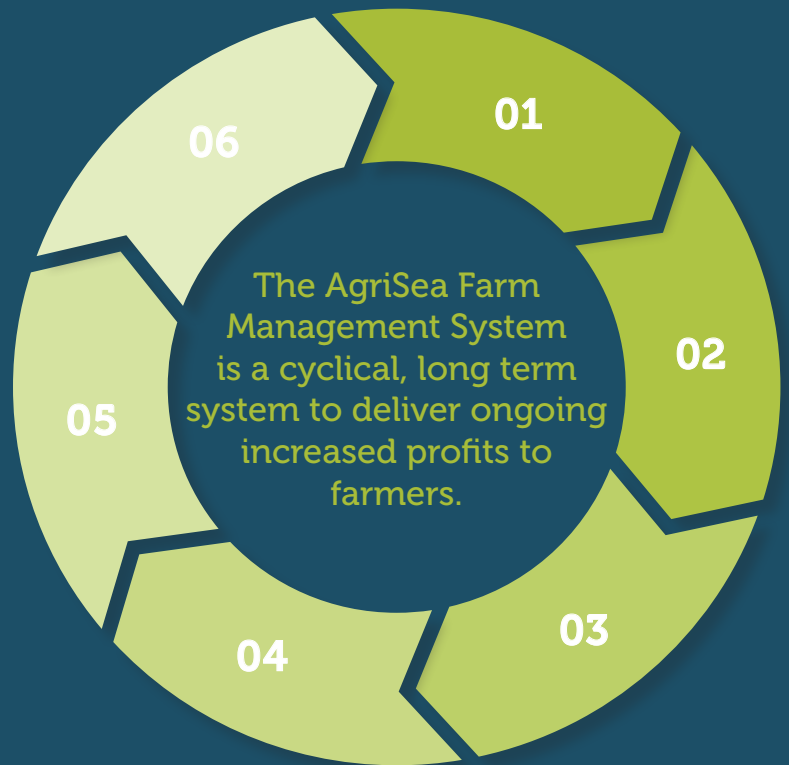 01
06
The AgriSea Farm
Management System
is a cyclical, long term
system to deliver ongoing
increased profits to
farmers.
02
05
03
04